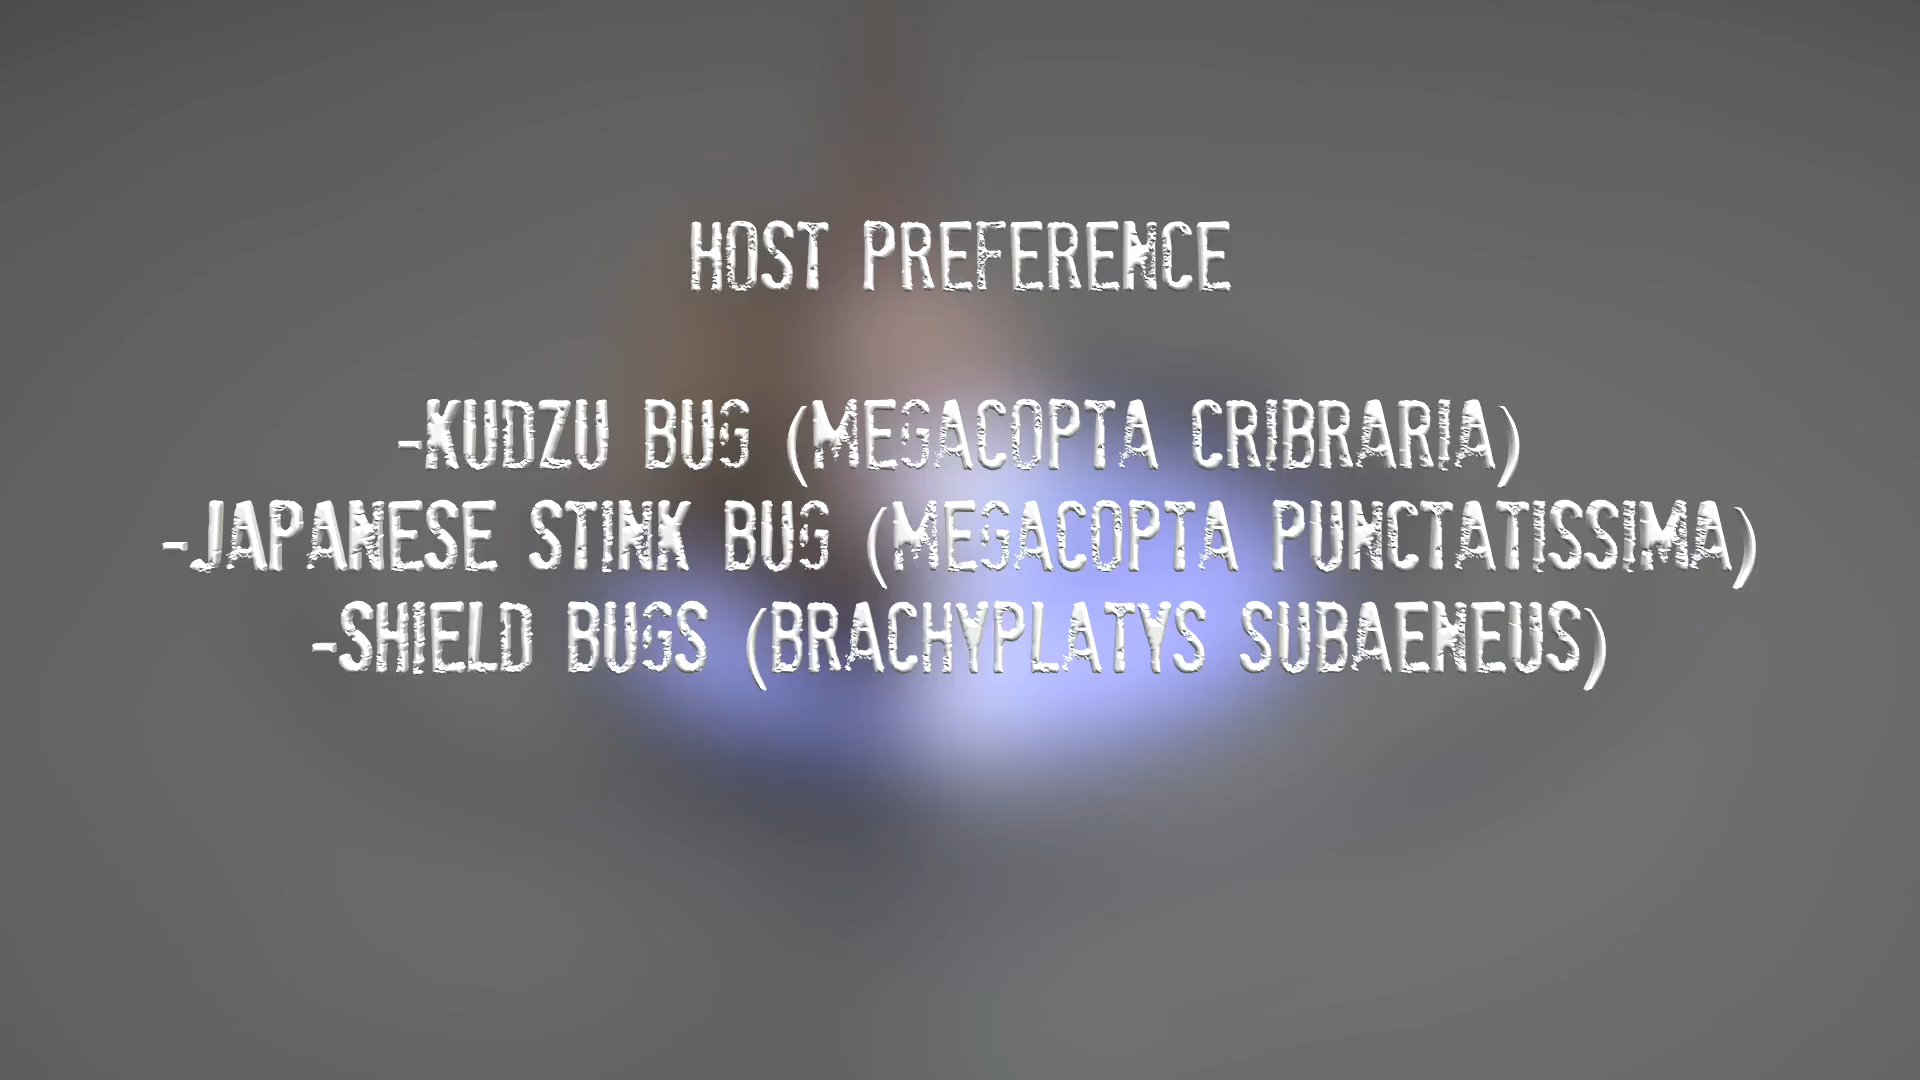 HOST PREFERENCE
-KUDZU BUG (MEGACOPTA CRIBRARIA)
-JAPANESE STINK BUG (MEGACOPTA PUNCTATISSIMA)
-SHIELD BUGS (BRACHYPLATYS SUBAENEUS)